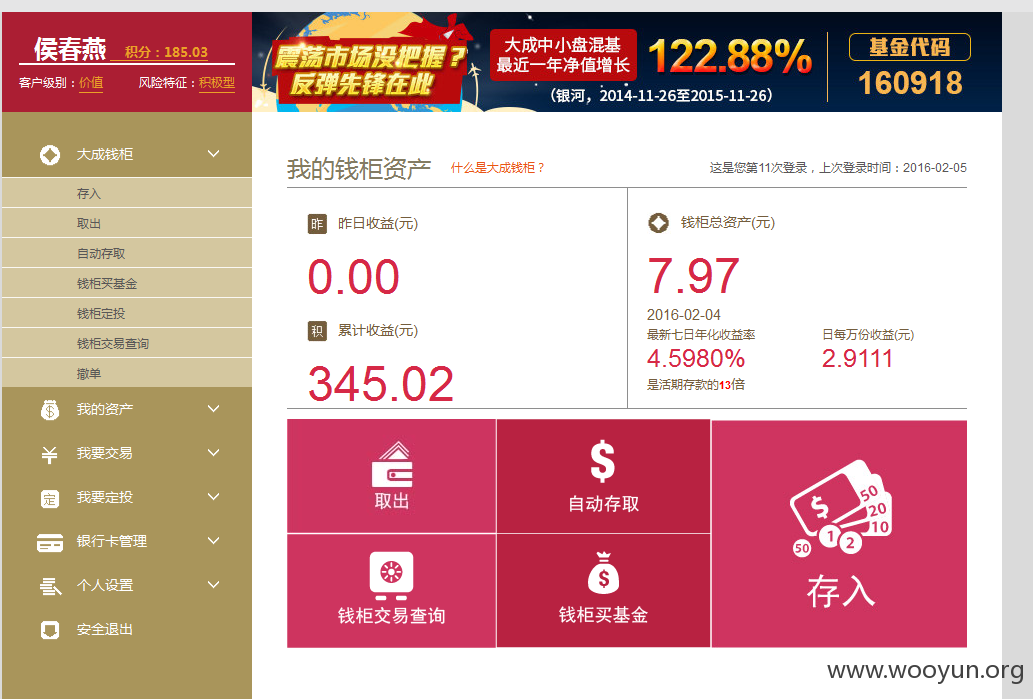 侯春燕 积分：185.03
客户级别：价值 风险特征：积极型
震荡市场没把握？
反弹先锋在此
大成中小盘混基
最近一年净值增长
122.88%
（银河，2014-11-26至2015-11-26）
基金代码
160918
大成钱柜
存入
取出
自动存取
钱柜买基金
钱柜定投
钱柜交易查询
撤单
我的资产
我要交易
定 我要定投
银行卡管理
个人设置
安全退出
我的钱柜资产 什么是大成钱柜？ 这是您第11次登录，上次登录时间：2016-02-05
昨 昨日收益(元)
0.00
积 累计收益(元)
345.02
钱柜总资产(元)
7.97
2016-02-04
最新七日年化收益率 日每万份收益(元)
4.5980% 2.9111
是活期存款的13倍
取出
$
自动存取
钱柜交易查询
$
钱柜买基金
$ 50 20 10
50 1 2
存入
www.wooyun.org